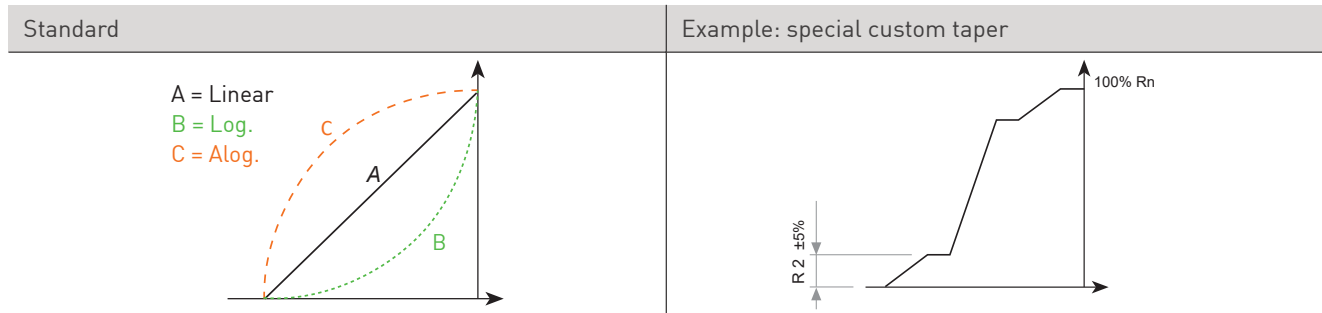 Standard
Example: special custom taper
A = Linear
B = Log.
C = Alog.
C
A
B
100% Rn
R 2 ±5%